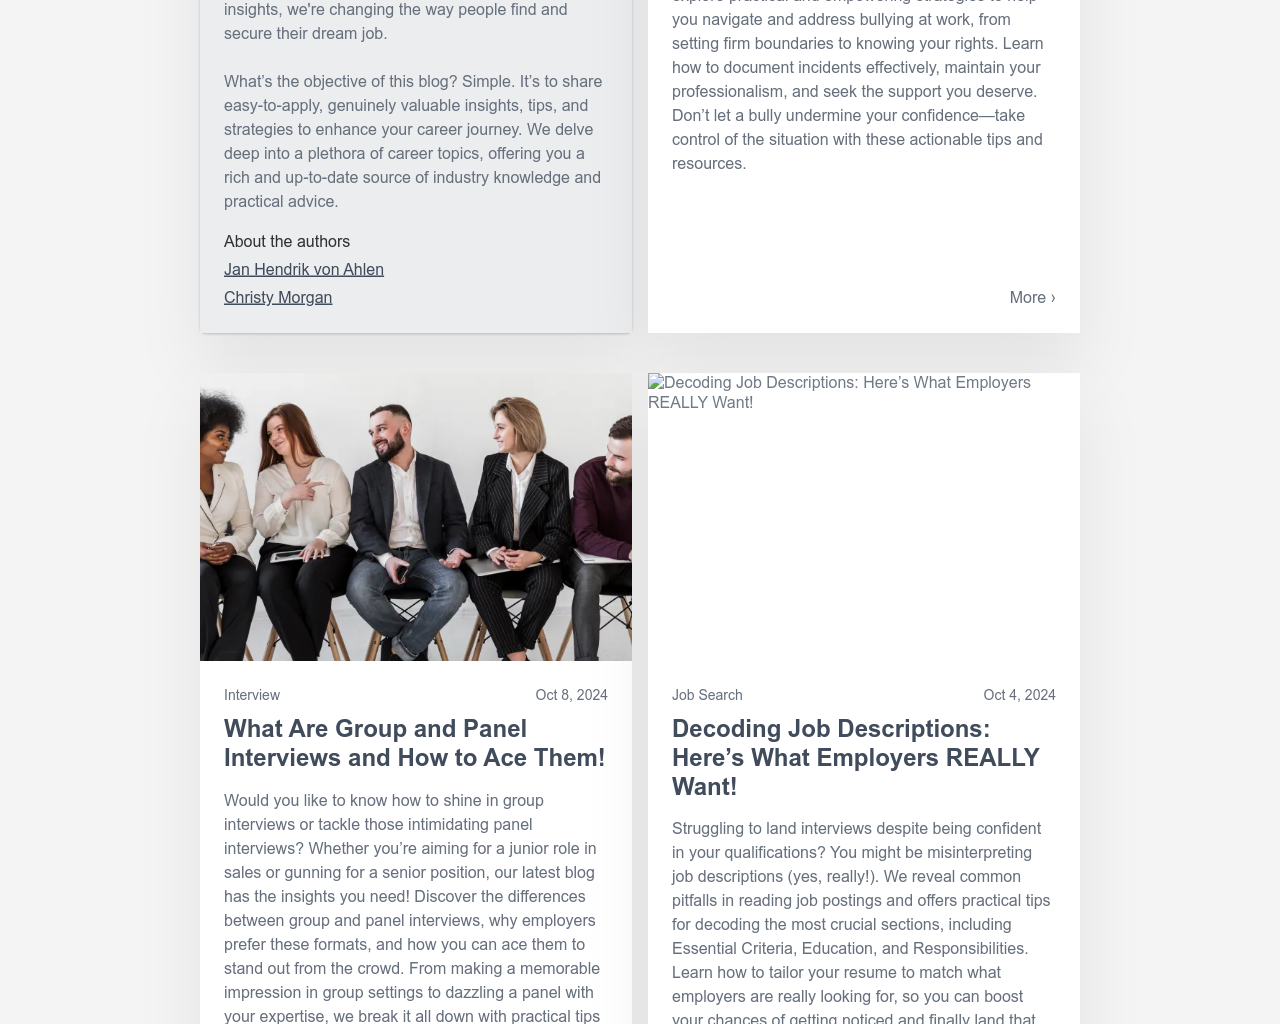 insights, we're changing the way people find and
secure their dream job.
What’s the objective of this blog? Simple. It’s to share
easy-to-apply, genuinely valuable insights, tips, and
strategies to enhance your career journey. We delve
deep into a plethora of career topics, offering you a
rich and up-to-date source of industry knowledge and
practical advice.
About the authors
Jan Hendrik von Ahlen
Christy Morgan
explore practical and empowering strategies to help
you navigate and address bullying at work, from
setting firm boundaries to knowing your rights. Learn
how to document incidents effectively, maintain your
professionalism, and seek the support you deserve.
Don’t let a bully undermine your confidence—take
control of the situation with these actionable tips and
resources.
More ›
Interview
Oct 8, 2024
What Are Group and Panel
Interviews and How to Ace Them!
Would you like to know how to shine in group
interviews or tackle those intimidating panel
interviews? Whether you’re aiming for a junior role in
sales or gunning for a senior position, our latest blog
has the insights you need! Discover the differences
between group and panel interviews, why employers
prefer these formats, and how you can ace them to
stand out from the crowd. From making a memorable
impression in group settings to dazzling a panel with
your expertise, we break it all down with practical tips
Decoding Job Descriptions: Here’s What Employers
REALLY Want!
Job Search
Oct 4, 2024
Decoding Job Descriptions:
Here’s What Employers REALLY
Want!
Struggling to land interviews despite being confident
in your qualifications? You might be misinterpreting
job descriptions (yes, really!). We reveal common
pitfalls in reading job postings and offers practical tips
for decoding the most crucial sections, including
Essential Criteria, Education, and Responsibilities.
Learn how to tailor your resume to match what
employers are really looking for, so you can boost
your chances of getting noticed and finally land that